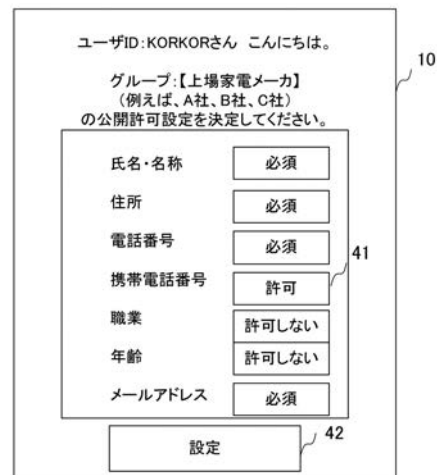 ユーザID:KORKORさん こんにちは。
10
グループ:【上場家電メーカ】
(例えば、A社、B社、C社)
の公開許可設定を決定してください。
氏名・名称 必須
住所 必須
電話番号 必須
41
携帯電話番号 許可
職業 許可しない
年齢 許可しない
メールアドレス 必須
設定
42